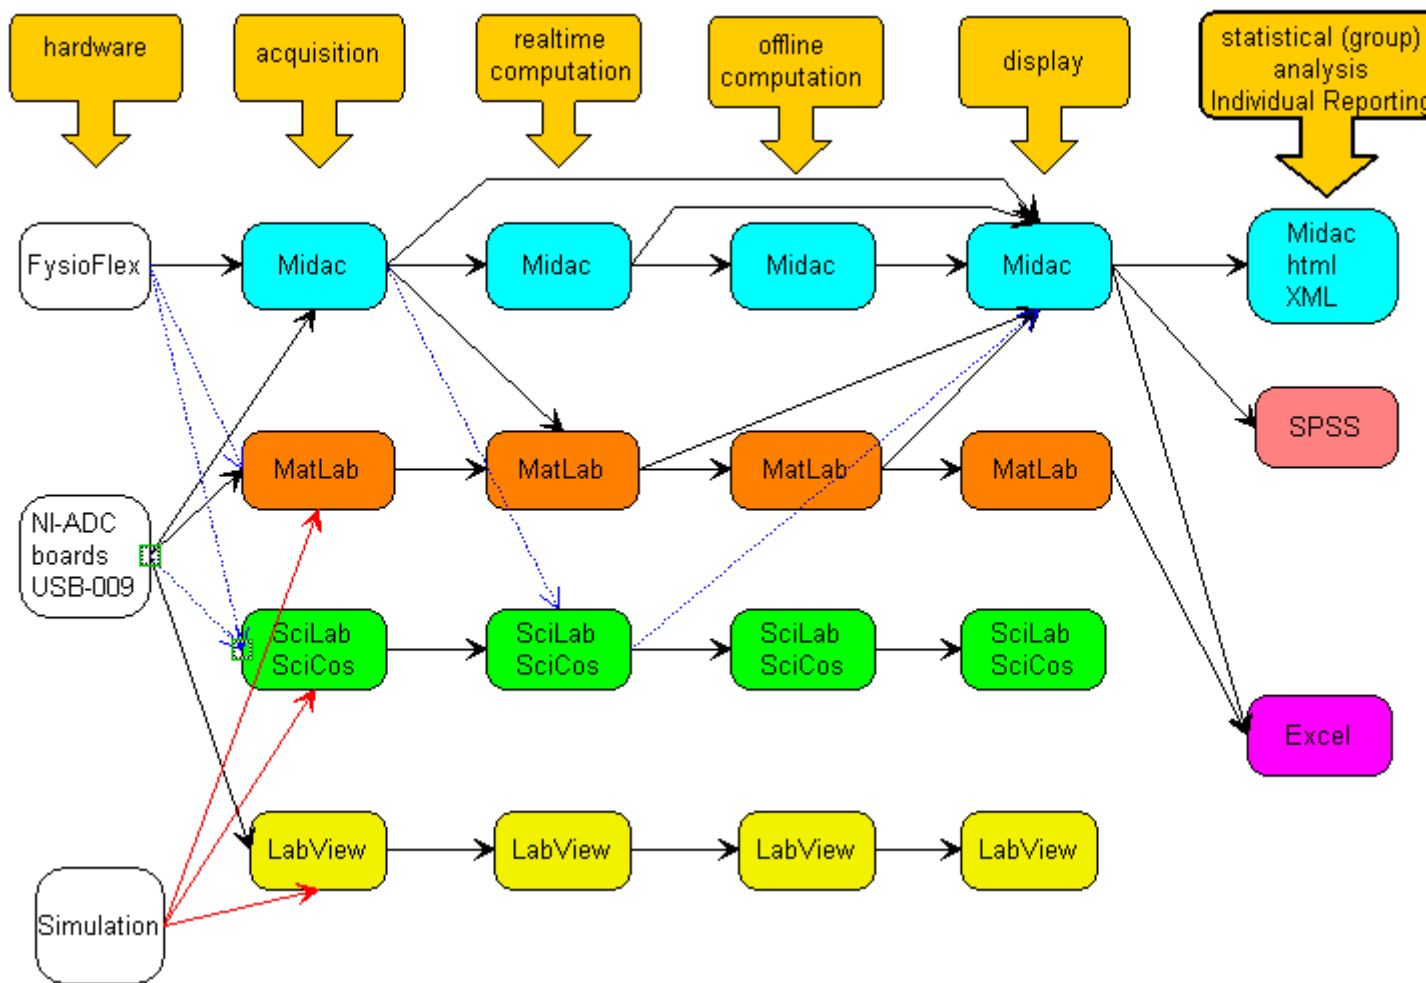 hardware
acquisition
realtime
computation
offline
computation
display
statistical (group)
analysis
Individual Reporting
FysioFlex
Midac
Midac
Midac
Midac
Midac
html
XML
MatLab
MatLab
MatLab
MatLab
SPSS
NI-ADC
boards
USB-009
SciLab
SciCos
SciLab
SciCos
SciLab
SciCos
SciLab
SciCos
Excel
LabView
LabView
LabView
LabView
Simulation